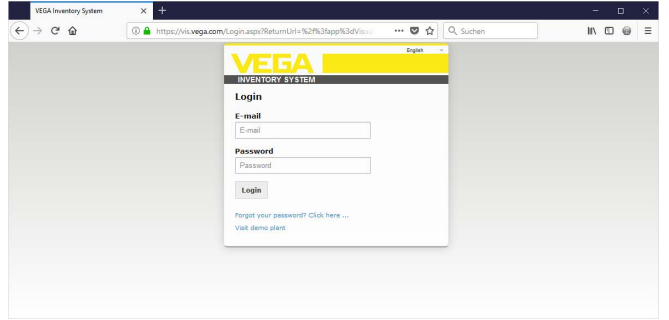 VEGA Inventory System
https://vis.vega.com/Login.aspx?ReturnUrl=%2f%3fapp%3dVis
Suchen
English
VEGA
INVENTORY SYSTEM
Login
E-mail
E-mail
Password
Password
Login
Forgot your password? Click here ...
Visit demo plant